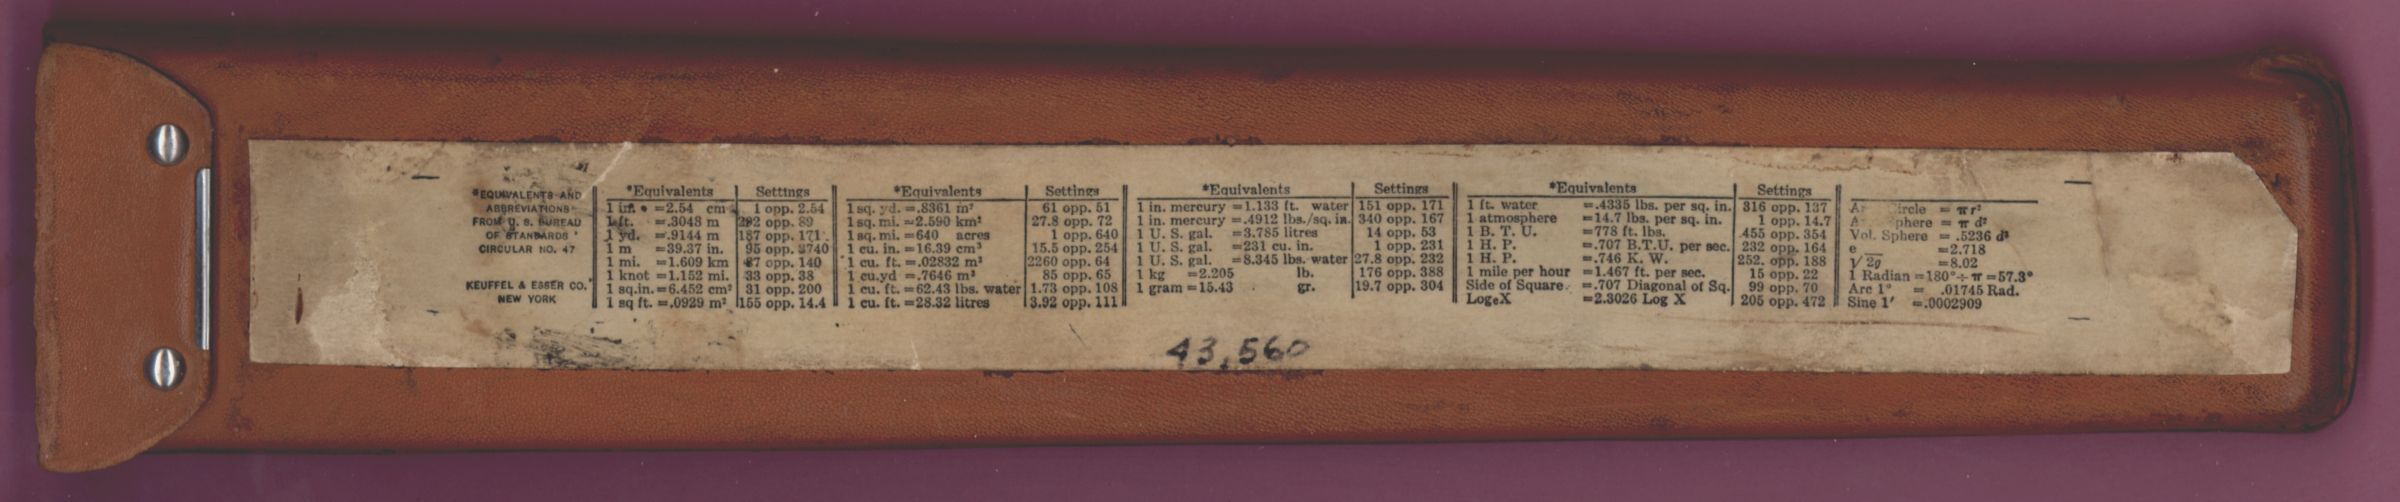 *EQUIVALENTS AND
ABBREVIATIONS
FROM U. S. BUREAU
OF STANDARDS
CIRCULAR NO. 47
KEUFFEL & ESSER CO.
NEW YORK
*Equivalents Settings
1 in. =2.54 cm 1 opp. 2.54
1 ft. =.3048 m 292 opp. 89
1 yd. =.9144 m 187 opp. 171
1 m =39.37 in. 95 opp. 3740
1 mi. =1.609 km 87 opp. 140
1 knot =1.152 mi. 33 opp. 38
1 sq.in.=6.452 cm² 31 opp. 200
1 sq ft. =.0929 m² 155 opp. 14.4
*Equivalents Settings
1 sq. yd. =.8361 m² 61 opp. 51
1 sq. mi. =2.590 km² 27.8 opp. 72
1 sq. mi. =640 acres 1 opp. 640
1 cu. in. =16.39 cm³ 15.5 opp. 254
1 cu. ft. =.02832 m³ 2260 opp. 64
1 cu.yd =.7646 m³ 85 opp. 65
1 cu. ft. =62.43 lbs. water 1.73 opp. 108
1 cu. ft. =28.32 litres 3.92 opp. 111
*Equivalents Settings
1 in. mercury =1.133 ft. water 151 opp. 171
1 in. mercury =.4912 lbs./sq. in. 340 opp. 167
1 U. S. gal. =3.785 litres 14 opp. 53
1 U. S. gal. =231 cu. in. 1 opp. 231
1 U. S. gal. =8.345 lbs. water 27.8 opp. 232
1 kg =2.205 lb. 176 opp. 388
1 gram =15.43 gr. 19.7 opp. 304
*Equivalents Settings
1 ft. water =.4335 lbs. per sq. in. 316 opp. 137
1 atmosphere =14.7 lbs. per sq. in. 1 opp. 14.7
1 B. T. U. =778 ft. lbs. .455 opp. 354
1 H. P. =.707 B.T.U. per sec. 232 opp. 164
1 H. P. =.746 K. W. 252. opp. 188
1 mile per hour =1.467 ft. per sec. 15 opp. 22
Side of Square =.707 Diagonal of Sq. 99 opp. 70
LogₑX =2.3026 Log X 205 opp. 472
= πr²
= π d²
Vol. Sphere = .5236 d³
e =2.718
√2g =8.02
1 Radian =180°÷π=57.3°
Arc 1° = .01745 Rad.
Sine 1′ =.0002909
43,560